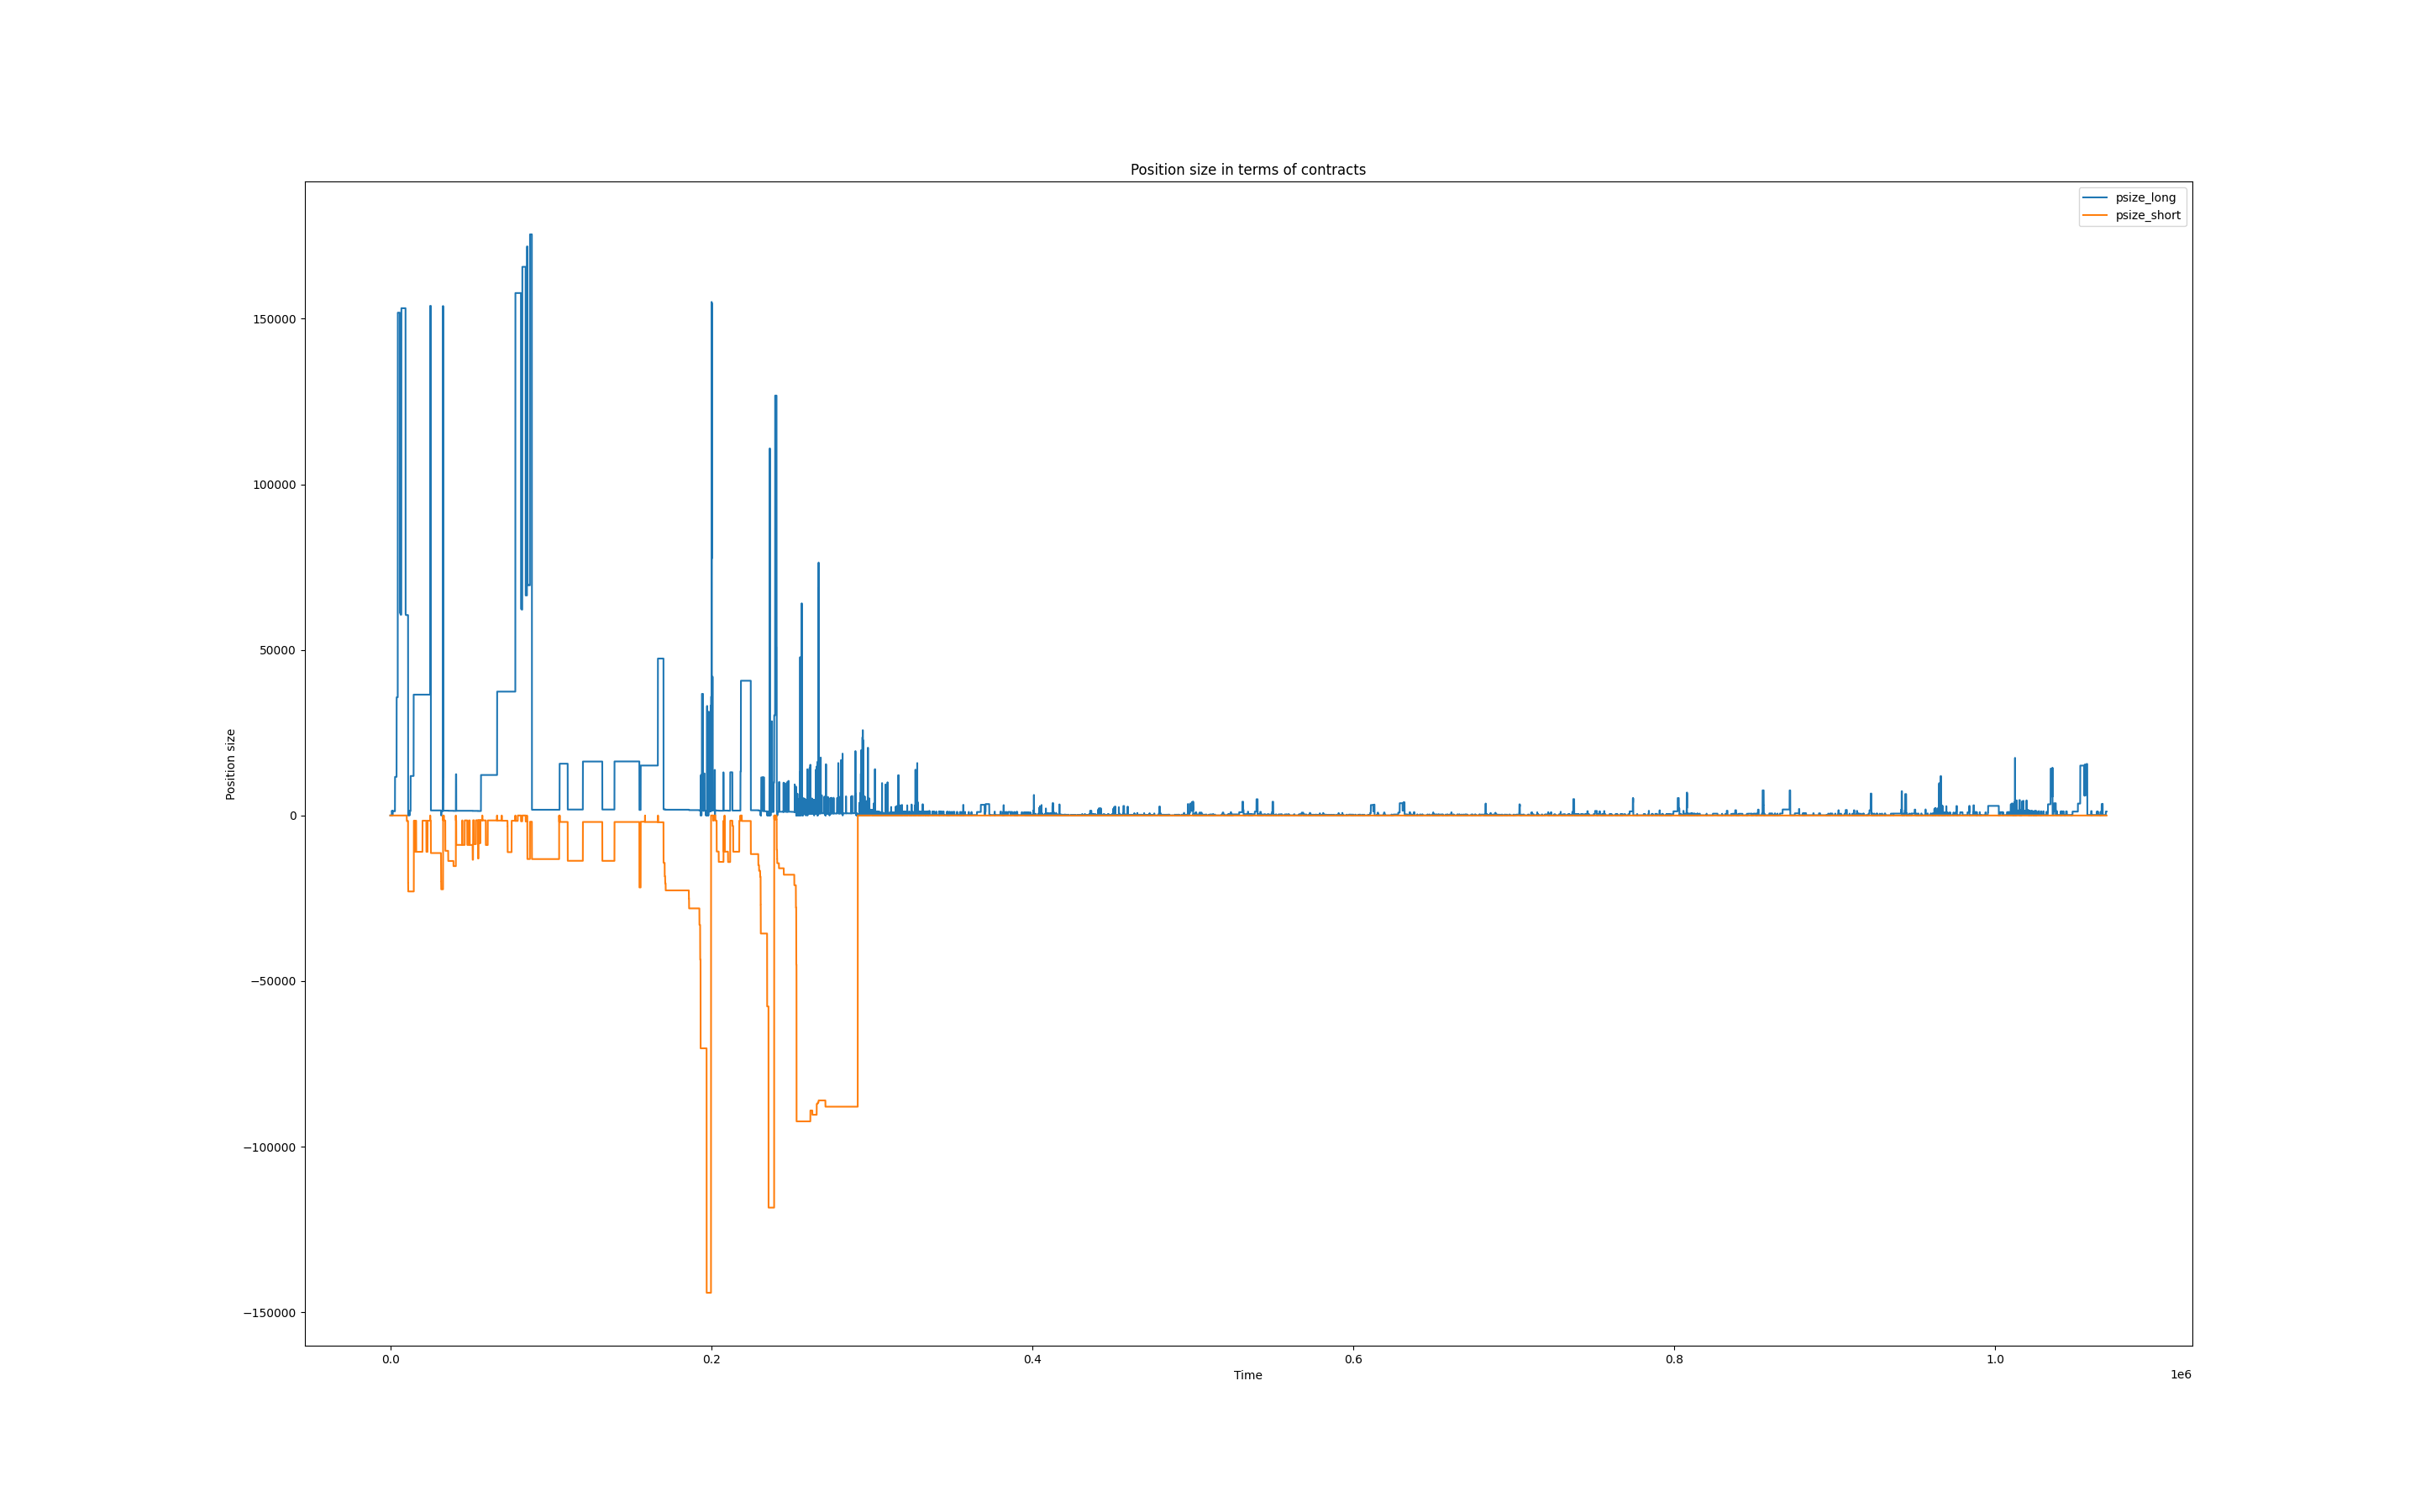 Position size in terms of contracts
psize_long
psize_short
Position size
150000
100000
50000
0
−50000
−100000
−150000
0.0
0.2
0.4
0.6
0.8
1.0
1e6
Time